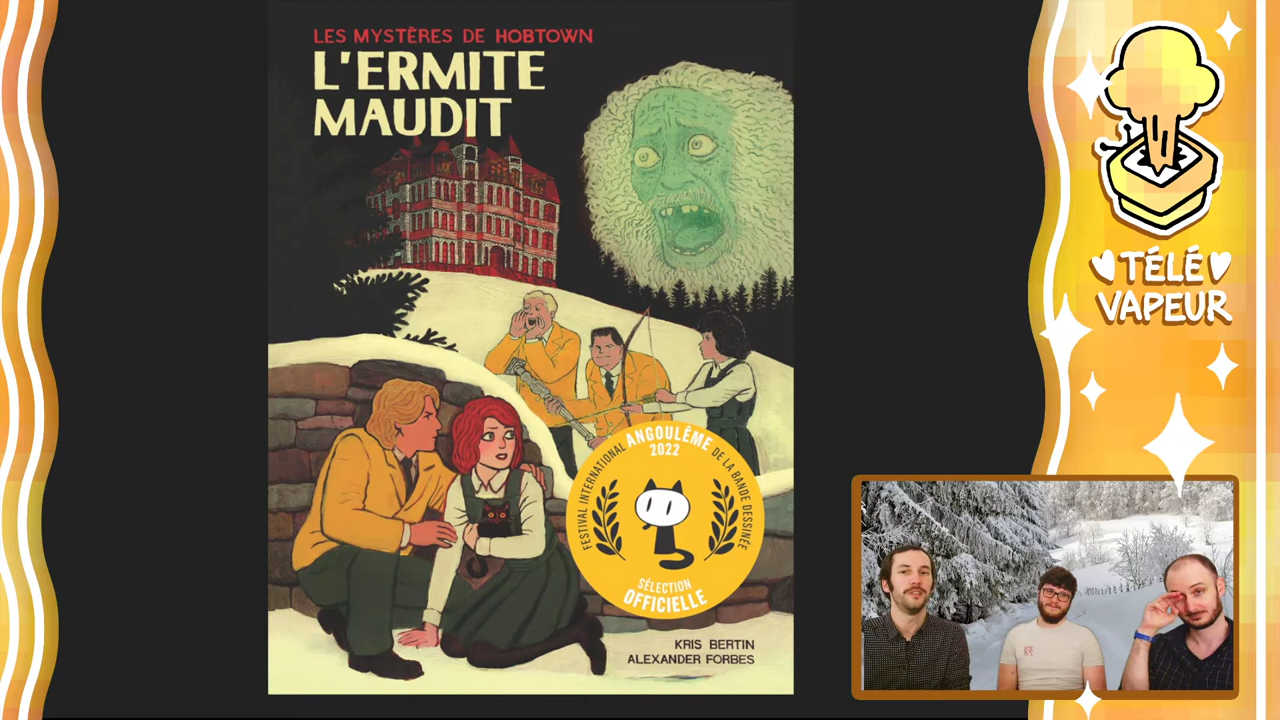 LES MYSTÈRES DE HOBTOWN
L'ERMITE
MAUDIT
FESTIVAL INTERNATIONAL ANGOULÊME DE LA BANDE DESSINÉE
2022
SÉLECTION
OFFICIELLE
KRIS BERTIN
ALEXANDER FORBES
TÉLÉ
VAPEUR